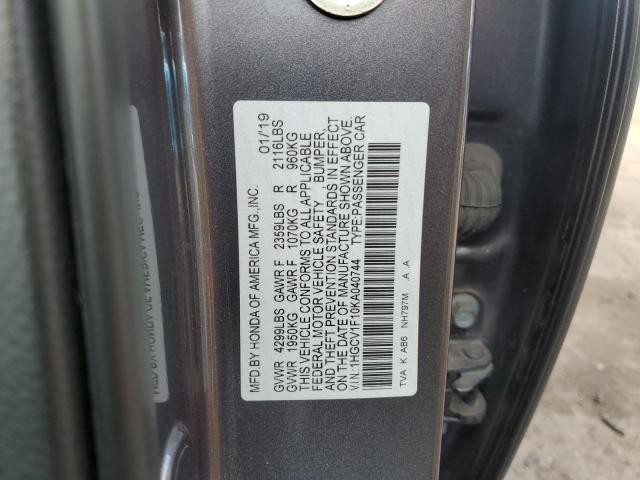 MFD.BY HONDA OF AMERICA MFG.,INC. 01/19
GVWR 4299LBS GAWR F 2359LBS R 2116LBS
GVWR 1950KG GAWR F 1070KG R 960KG
THIS VEHICLE CONFORMS TO ALL APPLICABLE
FEDERAL MOTOR VEHICLE SAFETY , BUMPER,
AND THEFT PREVENTION STANDARDS IN EFFECT
ON THE DATE OF MANUFACTURE SHOWN ABOVE.
V.I.N:1HGCV1F10KA040744 TYPE:PASSENGER CAR
TVA K AB6 NH797M .A .A